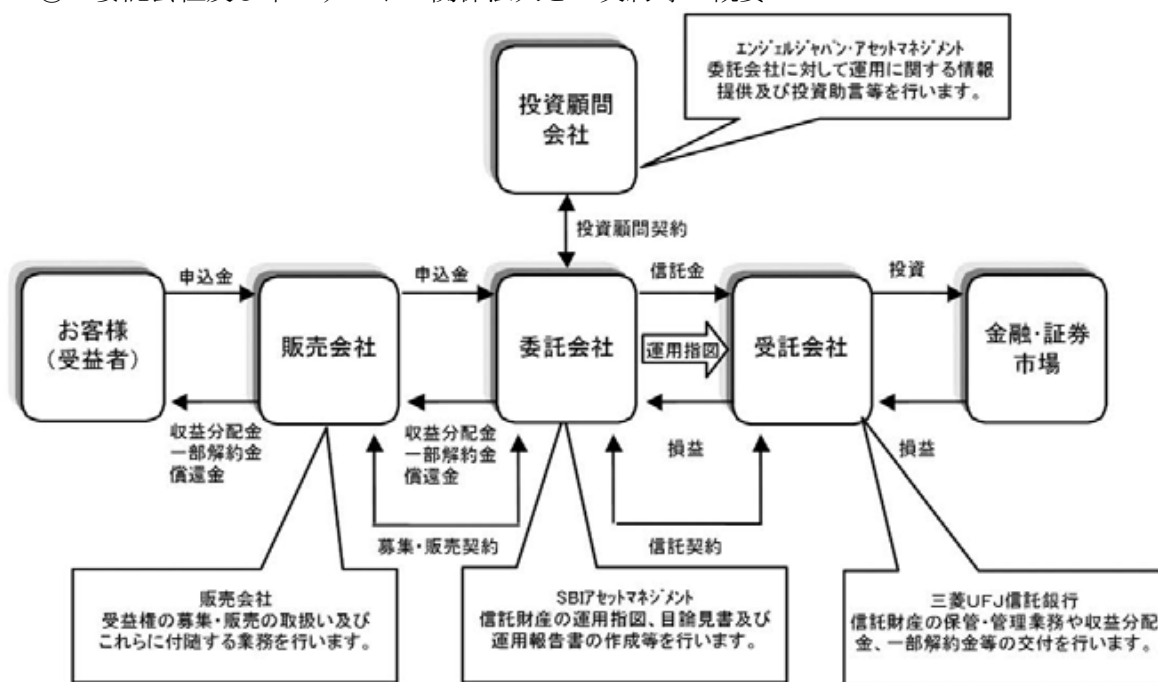 エンジェルジャパン・アセットマネジメント
委託会社に対して運用に関する情報
提供及び投資助言等を行います。
投資顧問
会社
投資顧問契約
申込金
申込金
信託金
投資
お客様
(受益者)
販売会社
委託会社
運用指図
受託会社
金融・証券
市場
収益分配金
一部解約金
償還金
収益分配金
一部解約金
償還金
損益
損益
募集・販売契約
信託契約
販売会社
受益権の募集・販売の取扱い及び
これらに付随する業務を行います。
SBIアセットマネジメント
信託財産の運用指図、目論見書及び
運用報告書の作成等を行います。
三菱UFJ信託銀行
信託財産の保管・管理業務や収益分配
金、一部解約金等の交付を行います。